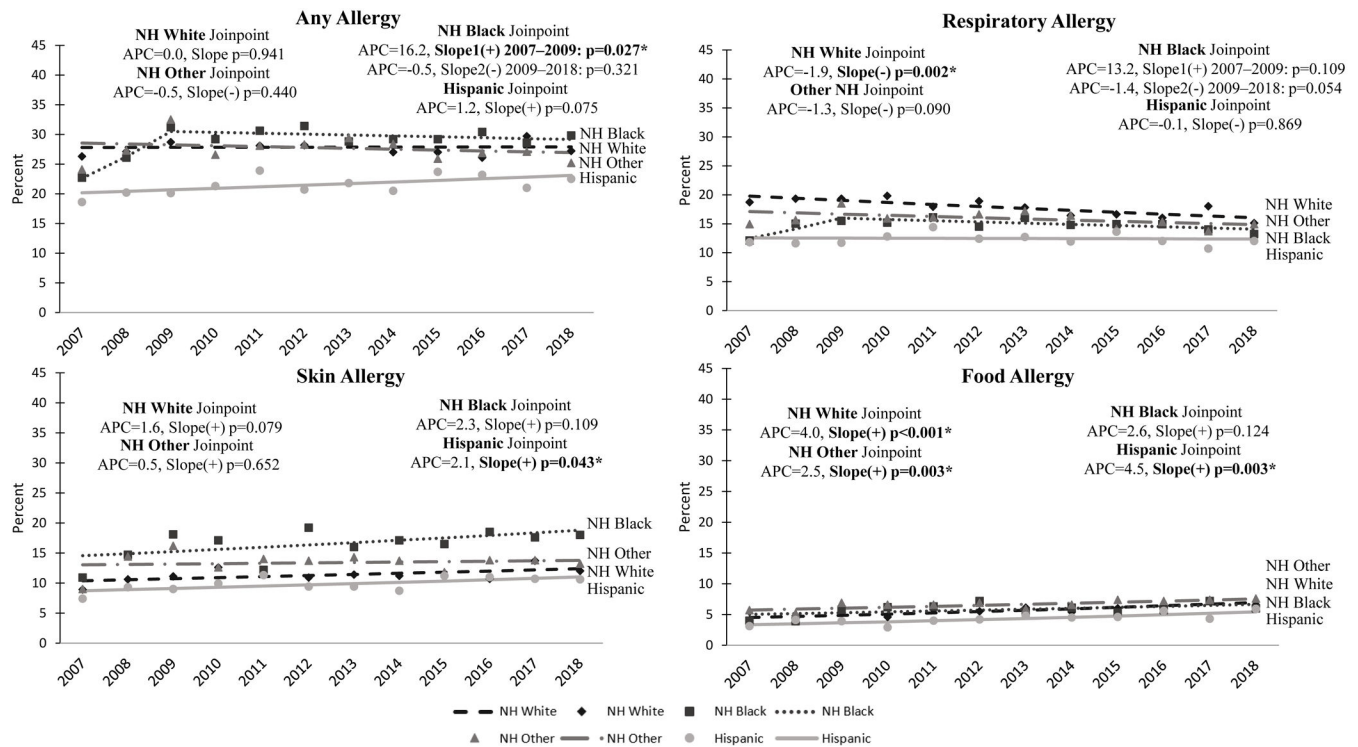 Any Allergy
NH White Joinpoint
APC=0.0, Slope p=0.941
NH Other Joinpoint
APC=-0.5, Slope(-) p=0.440
NH Black Joinpoint
APC=16.2, Slope1(+) 2007–2009: p=0.027*
APC=-0.5, Slope2(-) 2009–2018: p=0.321
Hispanic Joinpoint
APC=1.2, Slope(+) p=0.075
Percent
45
40
35
30
25
20
15
10
5
0
NH Black
NH White
NH Other
Hispanic
2007 2008 2009 2010 2011 2012 2013 2014 2015 2016 2017 2018
Respiratory Allergy
NH White Joinpoint
APC=-1.9, Slope(-) p=0.002*
Other NH Joinpoint
APC=-1.3, Slope(-) p=0.090
NH Black Joinpoint
APC=13.2, Slope1(+) 2007–2009: p=0.109
APC=-1.4, Slope2(-) 2009–2018: p=0.054
Hispanic Joinpoint
APC=-0.1, Slope(-) p=0.869
Percent
45
40
35
30
25
20
15
10
5
0
NH White
NH Other
NH Black
Hispanic
2007 2008 2009 2010 2011 2012 2013 2014 2015 2016 2017 2018
Skin Allergy
NH White Joinpoint
APC=1.6, Slope(+) p=0.079
NH Other Joinpoint
APC=0.5, Slope(+) p=0.652
NH Black Joinpoint
APC=2.3, Slope(+) p=0.109
Hispanic Joinpoint
APC=2.1, Slope(+) p=0.043*
Percent
45
40
35
30
25
20
15
10
5
0
NH Black
NH Other
NH White
Hispanic
2007 2008 2009 2010 2011 2012 2013 2014 2015 2016 2017 2018
Food Allergy
NH White Joinpoint
APC=4.0, Slope(+) p<0.001*
NH Other Joinpoint
APC=2.5, Slope(+) p=0.003*
NH Black Joinpoint
APC=2.6, Slope(+) p=0.124
Hispanic Joinpoint
APC=4.5, Slope(+) p=0.003*
Percent
45
40
35
30
25
20
15
10
5
0
NH Other
NH White
NH Black
Hispanic
2007 2008 2009 2010 2011 2012 2013 2014 2015 2016 2017 2018
NH White NH White NH Black NH Black
NH Other NH Other Hispanic Hispanic